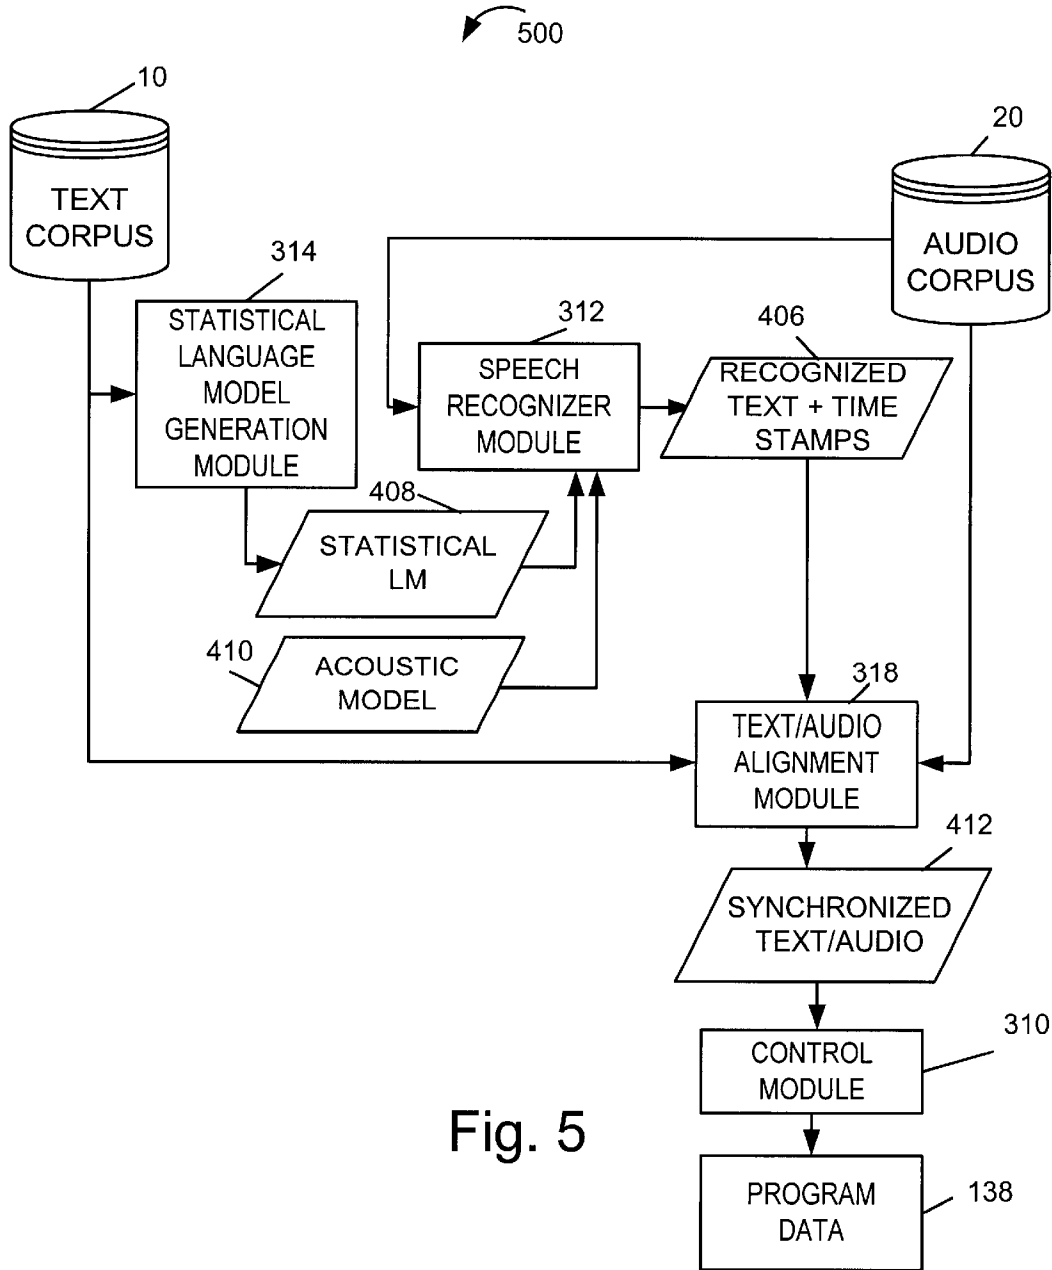 500
10
TEXT
CORPUS
20
AUDIO
CORPUS
314
STATISTICAL
LANGUAGE
MODEL
GENERATION
MODULE
312
SPEECH
RECOGNIZER
MODULE
406
RECOGNIZED
TEXT + TIME
STAMPS
408
STATISTICAL
LM
410
ACOUSTIC
MODEL
318
TEXT/AUDIO
ALIGNMENT
MODULE
412
SYNCHRONIZED
TEXT/AUDIO
310
CONTROL
MODULE
Fig. 5
138
PROGRAM
DATA